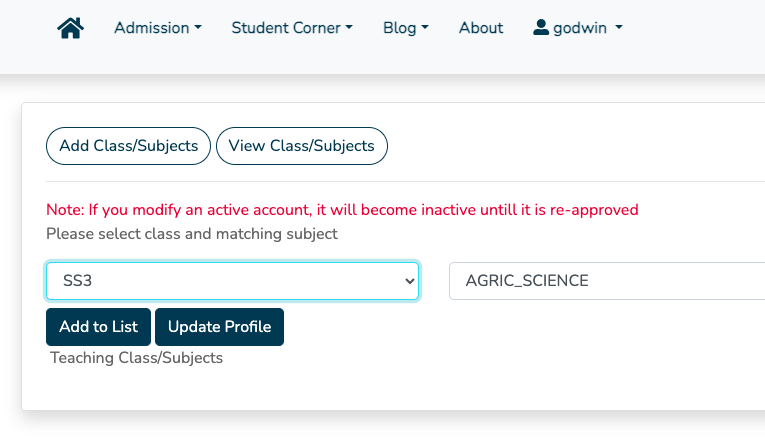 Admission Student Corner Blog About godwin
Add Class/Subjects View Class/Subjects
Note: If you modify an active account, it will become inactive untill it is re-approved
Please select class and matching subject
SS3 AGRIC_SCIENCE
Add to List Update Profile
Teaching Class/Subjects